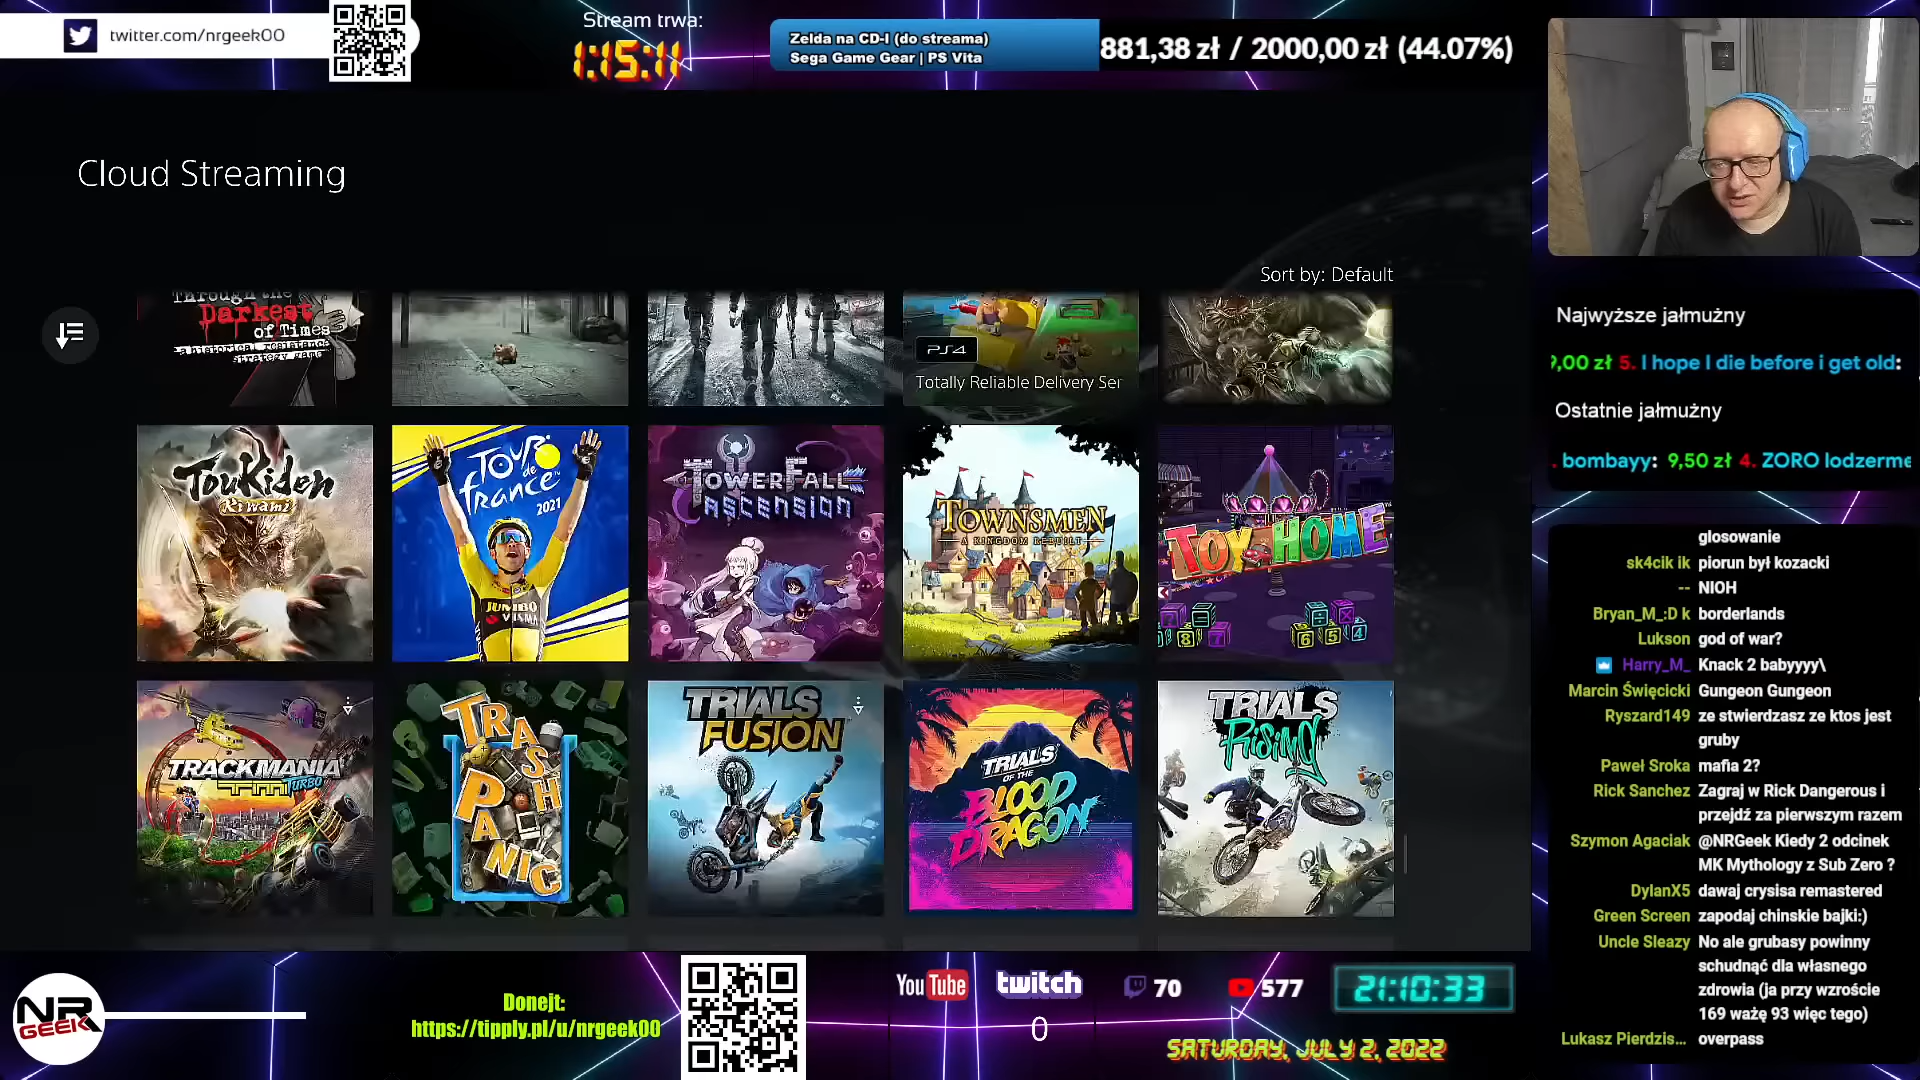 twitter.com/nrgeek00
Stream trwa:
1:15:11
Zelda na CD-I (do streama)
Sega Game Gear | PS Vita
881,38 zł / 2000,00 zł (44.07%)
Cloud Streaming
Sort by: Default
Through the
Darkest
of Times
a historical resistance
strategy game
PS4
Totally Reliable Delivery Ser
Toukiden
Kiwami
Tour
de
france
2021
JUMBO
VISMA
TOWERFALL
ASCENSION
TOWNSMEN
A KINGDOM REBUILT
TOY HOME
TRACKMANIA
TURBO
TRASH
PANIC
TRIALS
FUSION
TRIALS
OF THE
BLOOD
DRAGON
TRIALS
RISING
Najwyższe jałmużny
9,00 zł 5. I hope I die before i get old:
Ostatnie jałmużny
. bombayy: 9,50 zł 4. ZORO lodzerme
glosowanie
sk4cik ik piorun był kozacki
-- NIOH
Bryan_M_:D k borderlands
Lukson god of war?
Harry_M_ Knack 2 babyyyy\
Marcin Święcicki Gungeon Gungeon
Ryszard149 ze stwierdzasz ze ktos jest
gruby
Paweł Sroka mafia 2?
Rick Sanchez Zagraj w Rick Dangerous i
przejdź za pierwszym razem
Szymon Agaciak @NRGeek Kiedy 2 odcinek
MK Mythology z Sub Zero ?
DylanX5 dawaj crysisa remastered
Green Screen zapodaj chinskie bajki:)
Uncle Sleazy No ale grubasy powinny
schudnąć dla własnego
zdrowia (ja przy wzroście
169 ważę 93 więc tego)
Lukasz Pierdzis... overpass
NR
GEEK
Donejt:
https://tipply.pl/u/nrgeek00
YouTube
twitch
70
577
0
21:10:33
SATURDAY, JULY 2, 2022